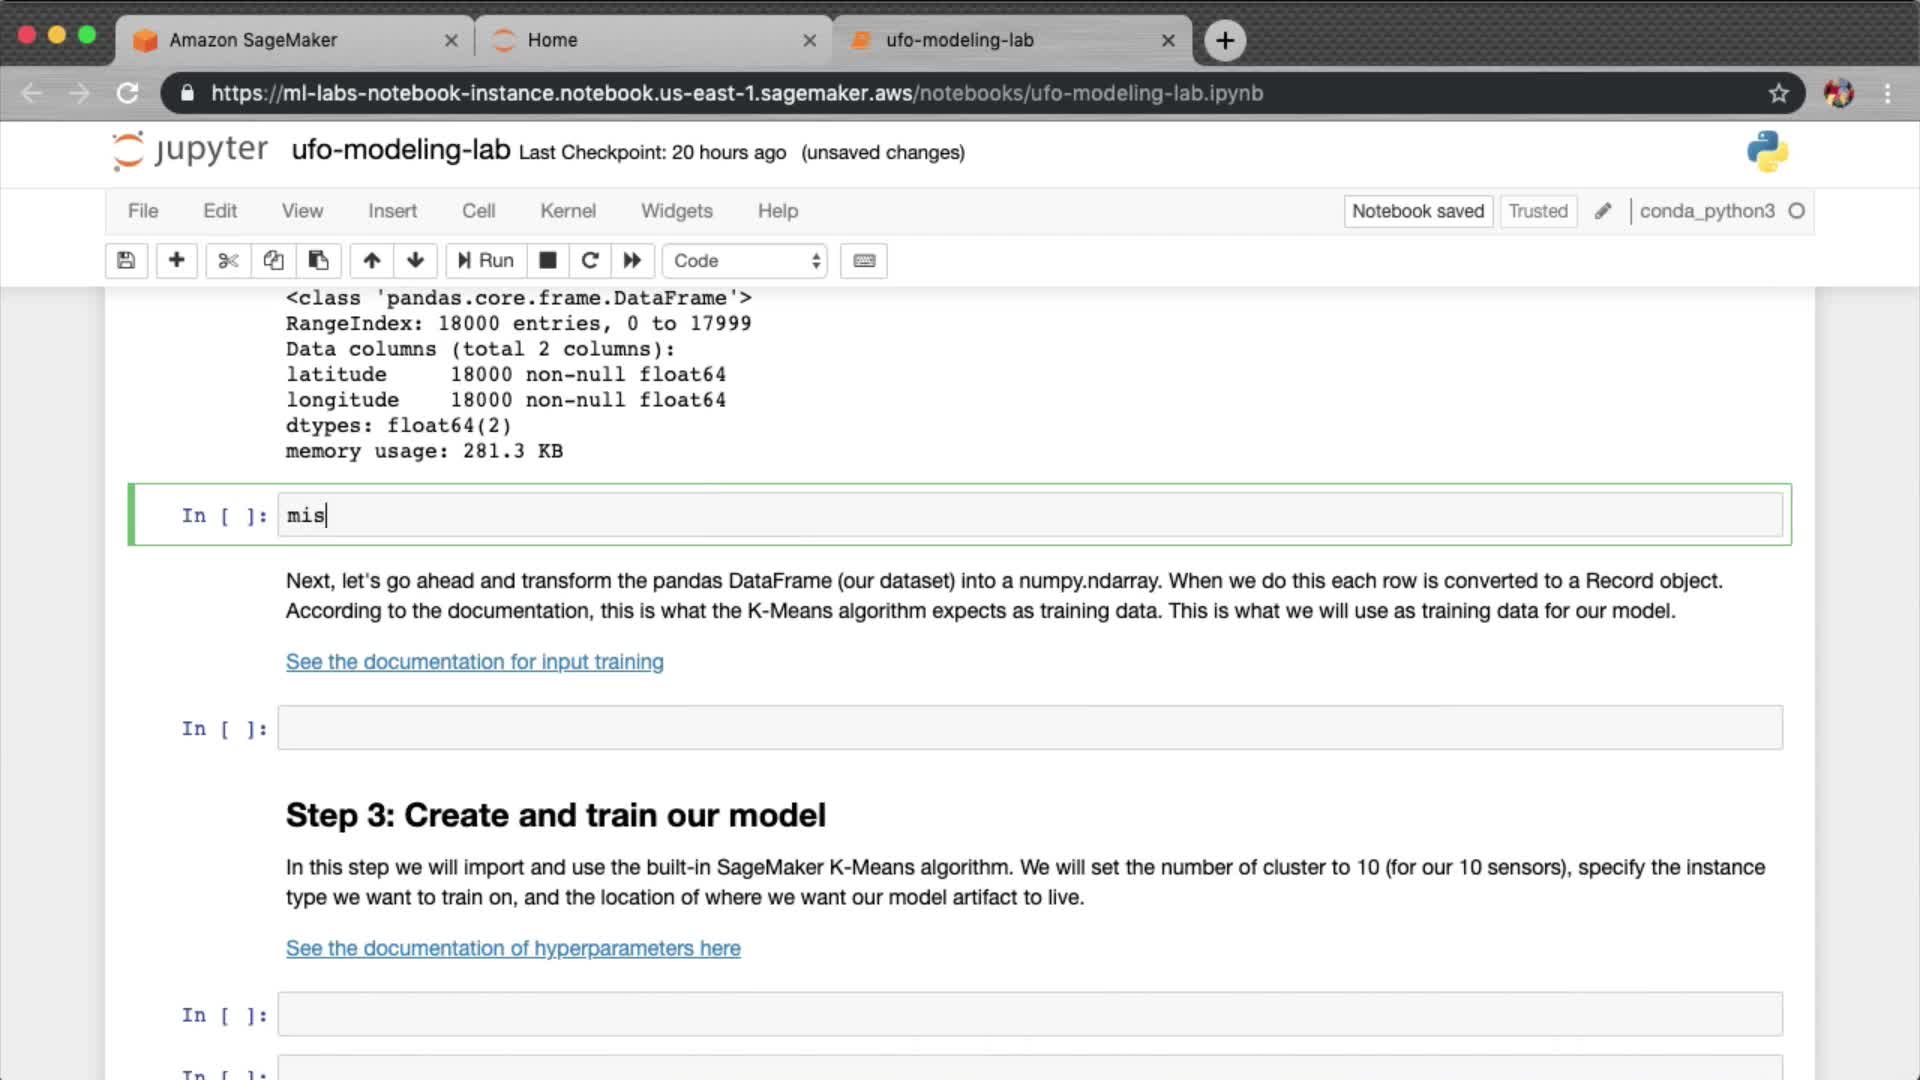 Amazon SageMaker
Home
ufo-modeling-lab
https://ml-labs-notebook-instance.notebook.us-east-1.sagemaker.aws/notebooks/ufo-modeling-lab.ipynb
jupyter ufo-modeling-lab Last Checkpoint: 20 hours ago (unsaved changes)
File Edit View Insert Cell Kernel Widgets Help Notebook saved Trusted conda_python3
Run Code
<class 'pandas.core.frame.DataFrame'>
RangeIndex: 18000 entries, 0 to 17999
Data columns (total 2 columns):
latitude 18000 non-null float64
longitude 18000 non-null float64
dtypes: float64(2)
memory usage: 281.3 KB
In [ ]: mis
Next, let's go ahead and transform the pandas DataFrame (our dataset) into a numpy.ndarray. When we do this each row is converted to a Record object.
According to the documentation, this is what the K-Means algorithm expects as training data. This is what we will use as training data for our model.
See the documentation for input training
In [ ]:
Step 3: Create and train our model
In this step we will import and use the built-in SageMaker K-Means algorithm. We will set the number of cluster to 10 (for our 10 sensors), specify the instance
type we want to train on, and the location of where we want our model artifact to live.
See the documentation of hyperparameters here
In [ ]:
In [ ]: